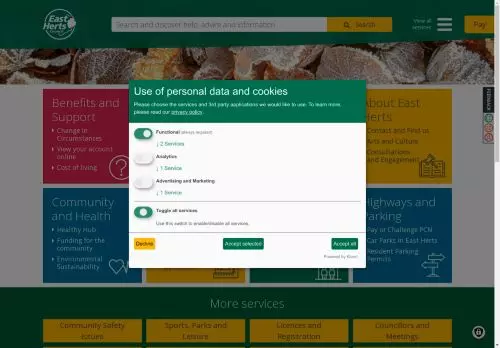 East
Herts
Search and discover help, advice and information
Search
View all
services
Pay
FEEDBACK
Benefits and
Support
Change in
Circumstances
View your account
online
Cost of living
About East
Herts
Contact and Find us
Arts and Culture
Consultations
and Engagement
Use of personal data and cookies
Please choose the services and 3rd party applications we would like to use. To learn more,
please read our privacy policy.
Functional (always required)
↓ 2 Services
Analytics
↓ 1 Service
Advertising and Marketing
↓ 1 Service
Toggle all services
Use this switch to enable/disable all services.
Decline
Accept selected
Accept all
Powered by Klaro!
Community
and Health
Healthy Hub
Funding for the
community
Environmental
Sustainability
Highways and
Parking
Pay or Challenge PCN
Car Parks in East Herts
Resident Parking
Permits
More services
Community Safety
Issues
Sports, Parks and
Leisure
Licences and
Registration
Councillors and
Meetings